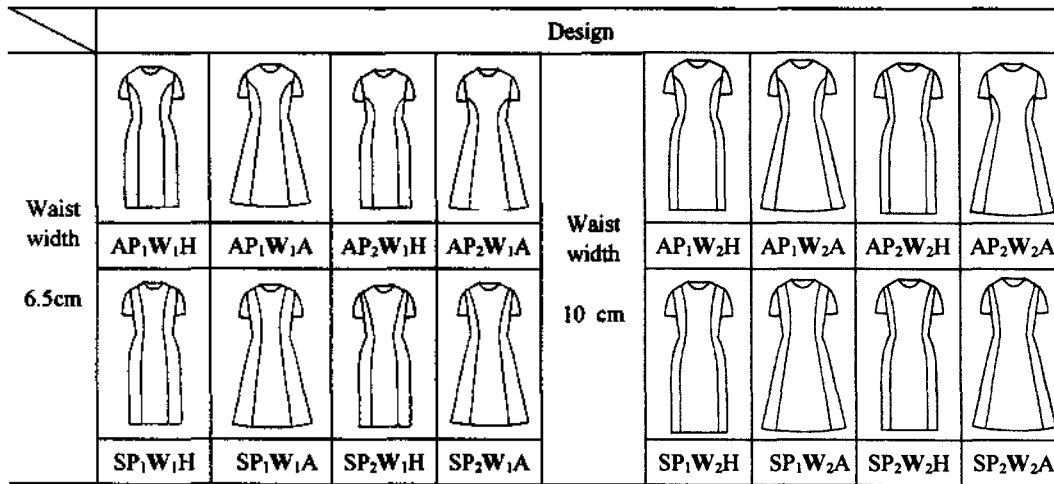 Design
Waist
width
6.5cm
AP₁W₁H AP₁W₁A AP₂W₁H AP₂W₁A
SP₁W₁H SP₁W₁A SP₂W₁H SP₂W₁A
Waist
width
10 cm
AP₁W₂H AP₁W₂A AP₂W₂H AP₂W₂A
SP₁W₂H SP₁W₂A SP₂W₂H SP₂W₂A